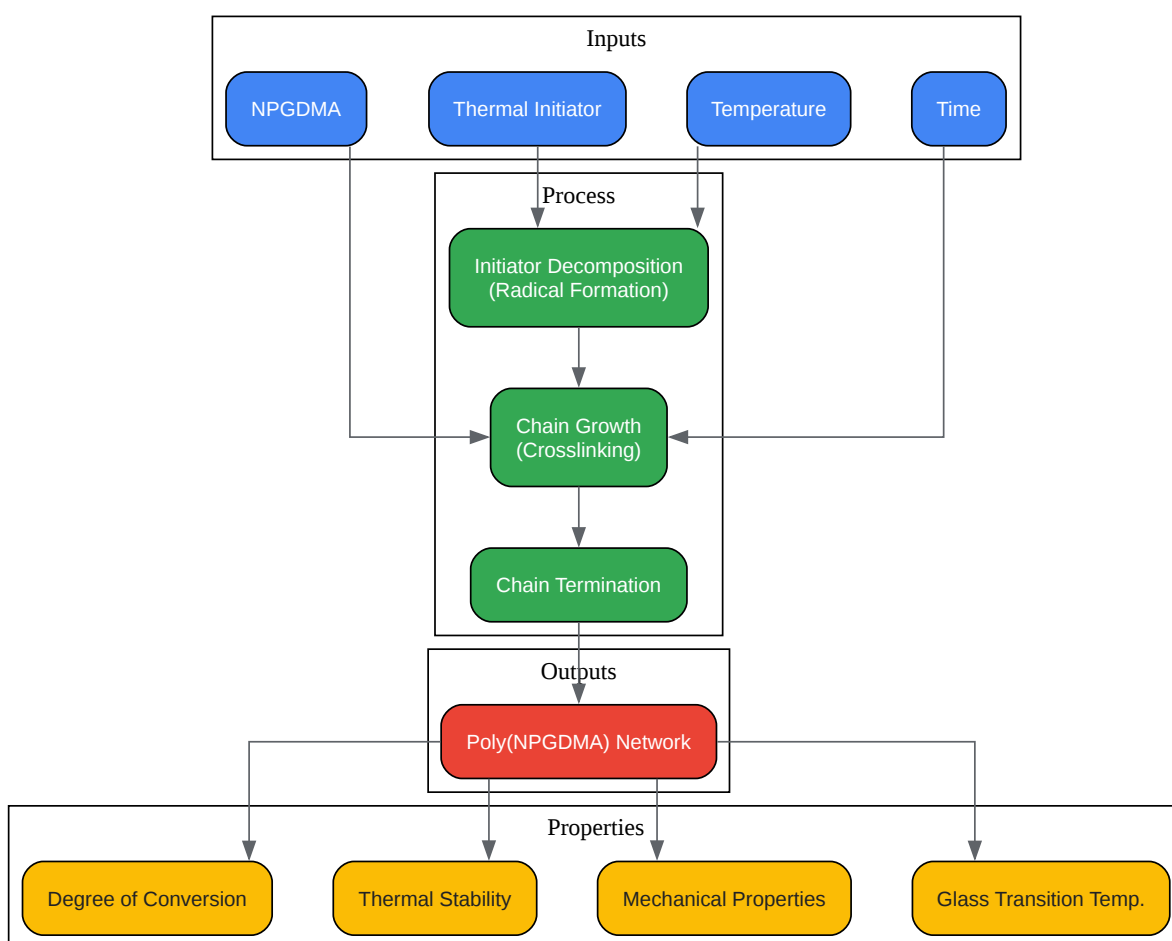 Inputs
NPGDMA
Thermal Initiator
Temperature
Time
Process
Initiator Decomposition
(Radical Formation)
Chain Growth
(Crosslinking)
Chain Termination
Outputs
Poly(NPGDMA) Network
Properties
Degree of Conversion
Thermal Stability
Mechanical Properties
Glass Transition Temp.